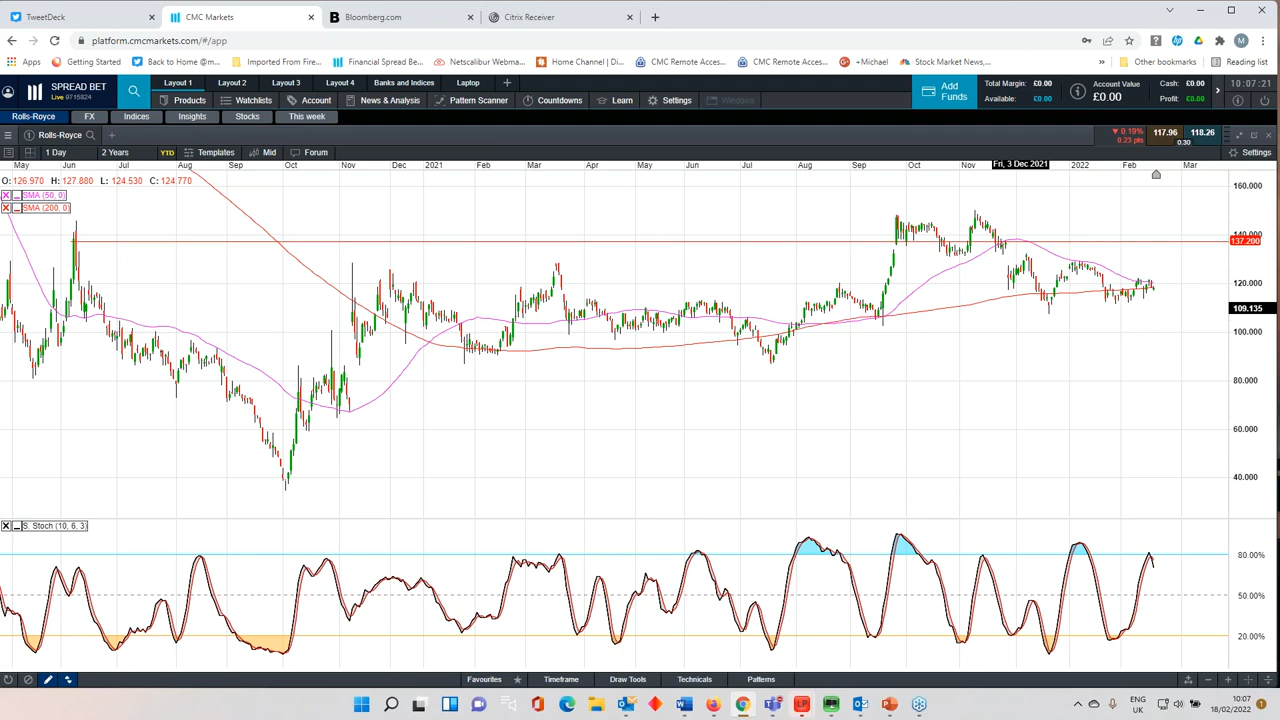 TweetDeck
CMC Markets
Bloomberg.com
Citrix Receiver
platform.cmcmarkets.com/#/app
M
Apps
Getting Started
Back to Home @m...
Imported From Fire...
Financial Spread Be...
Netscalibur Webma...
Home Channel | Di...
CMC Remote Acces...
CMC Remote Acces...
+Michael
Stock Market News,...
Other bookmarks
Reading list
SPREAD BET
Live 9715824
Layout 1
Layout 2
Layout 3
Layout 4
Banks and Indices
Laptop
Products
Watchlists
Account
News & Analysis
Pattern Scanner
Countdowns
Learn
Settings
Windows
Add Funds
Total Margin: £0.00
Available: £0.00
Account Value
£0.00
Cash: £0.00
Profit: £0.00
10:07:21
Rolls-Royce
FX
Indices
Insights
Stocks
This week
1 Rolls-Royce
▼ 0.19%
0.23 pts
117.96
118.26
0.30
1 Day
2 Years
YTD
Templates
Mid
Forum
Settings
May Jun Jul Aug Sep Oct Nov Dec 2021 Feb Mar Apr May Jun Jul Aug Sep Oct Nov Fri, 3 Dec 2021 2022 Feb Mar
O: 126.970 H: 127.880 L: 124.530 C: 124.770
SMA (50, 0)
SMA (200, 0)
160.000
140.000
137.200
120.000
109.135
100.000
80.000
60.000
40.000
S. Stoch (10, 6, 3)
80.00%
50.00%
20.00%
Favourites
Timeframe
Draw Tools
Technicals
Patterns
ENG
UK
10:07
18/02/2022